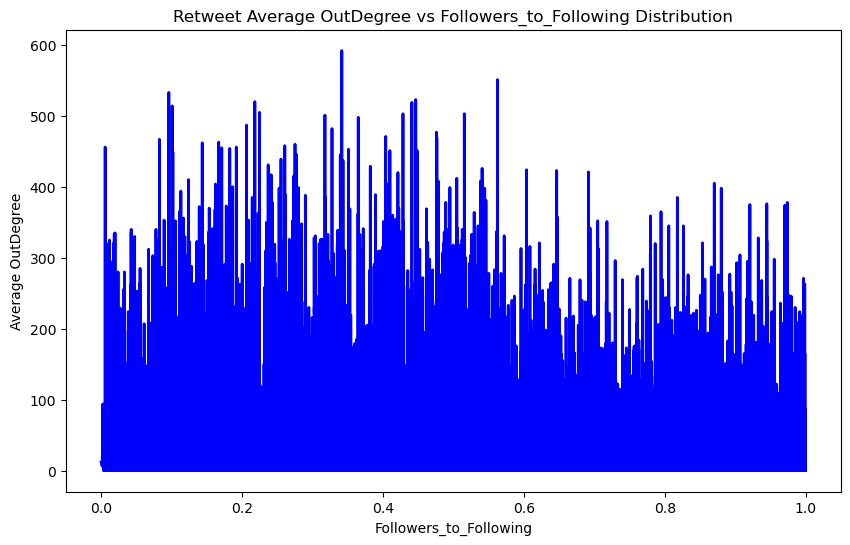 Retweet Average OutDegree vs Followers_to_Following Distribution
Average OutDegree
600
500
400
300
200
100
0
0.0 0.2 0.4 0.6 0.8 1.0
Followers_to_Following